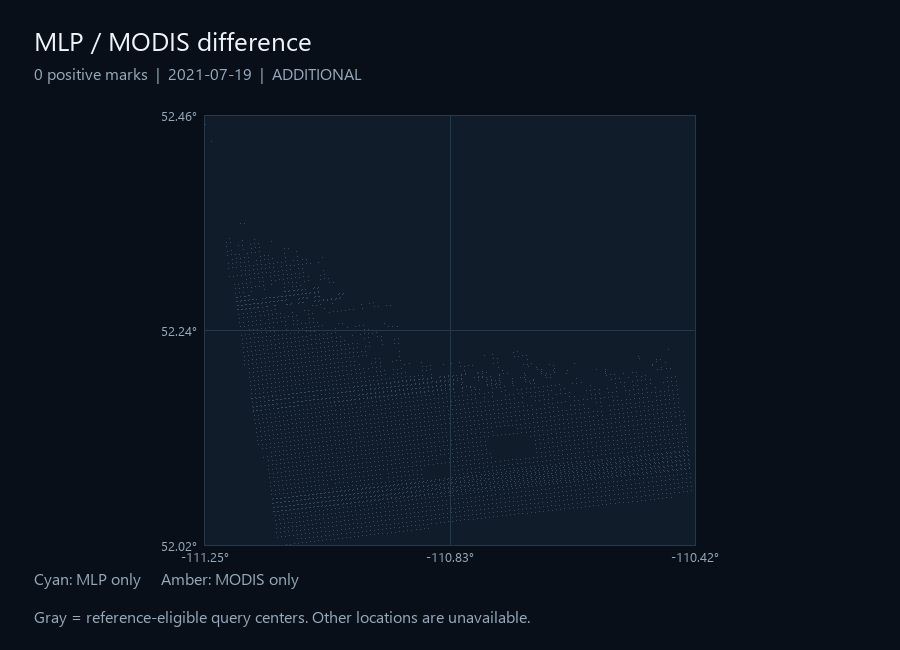 MLP / MODIS difference
0 positive marks | 2021-07-19 | ADDITIONAL
52.46°
52.24°
52.02°
-111.25° -110.83° -110.42°
Cyan: MLP only Amber: MODIS only
Gray = reference-eligible query centers. Other locations are unavailable.